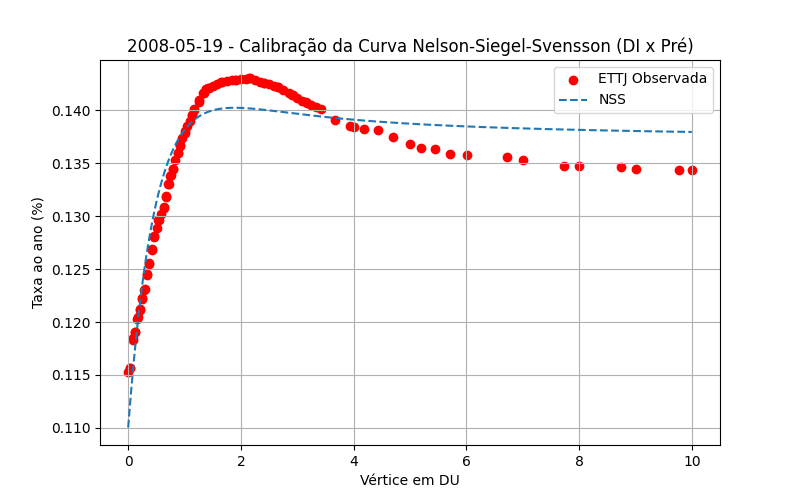 2008-05-19 - Calibração da Curva Nelson-Siegel-Svensson (DI x Pré)
ETTJ Observada
NSS
Taxa ao ano (%)
0.140
0.135
0.130
0.125
0.120
0.115
0.110
0 2 4 6 8 10
Vértice em DU